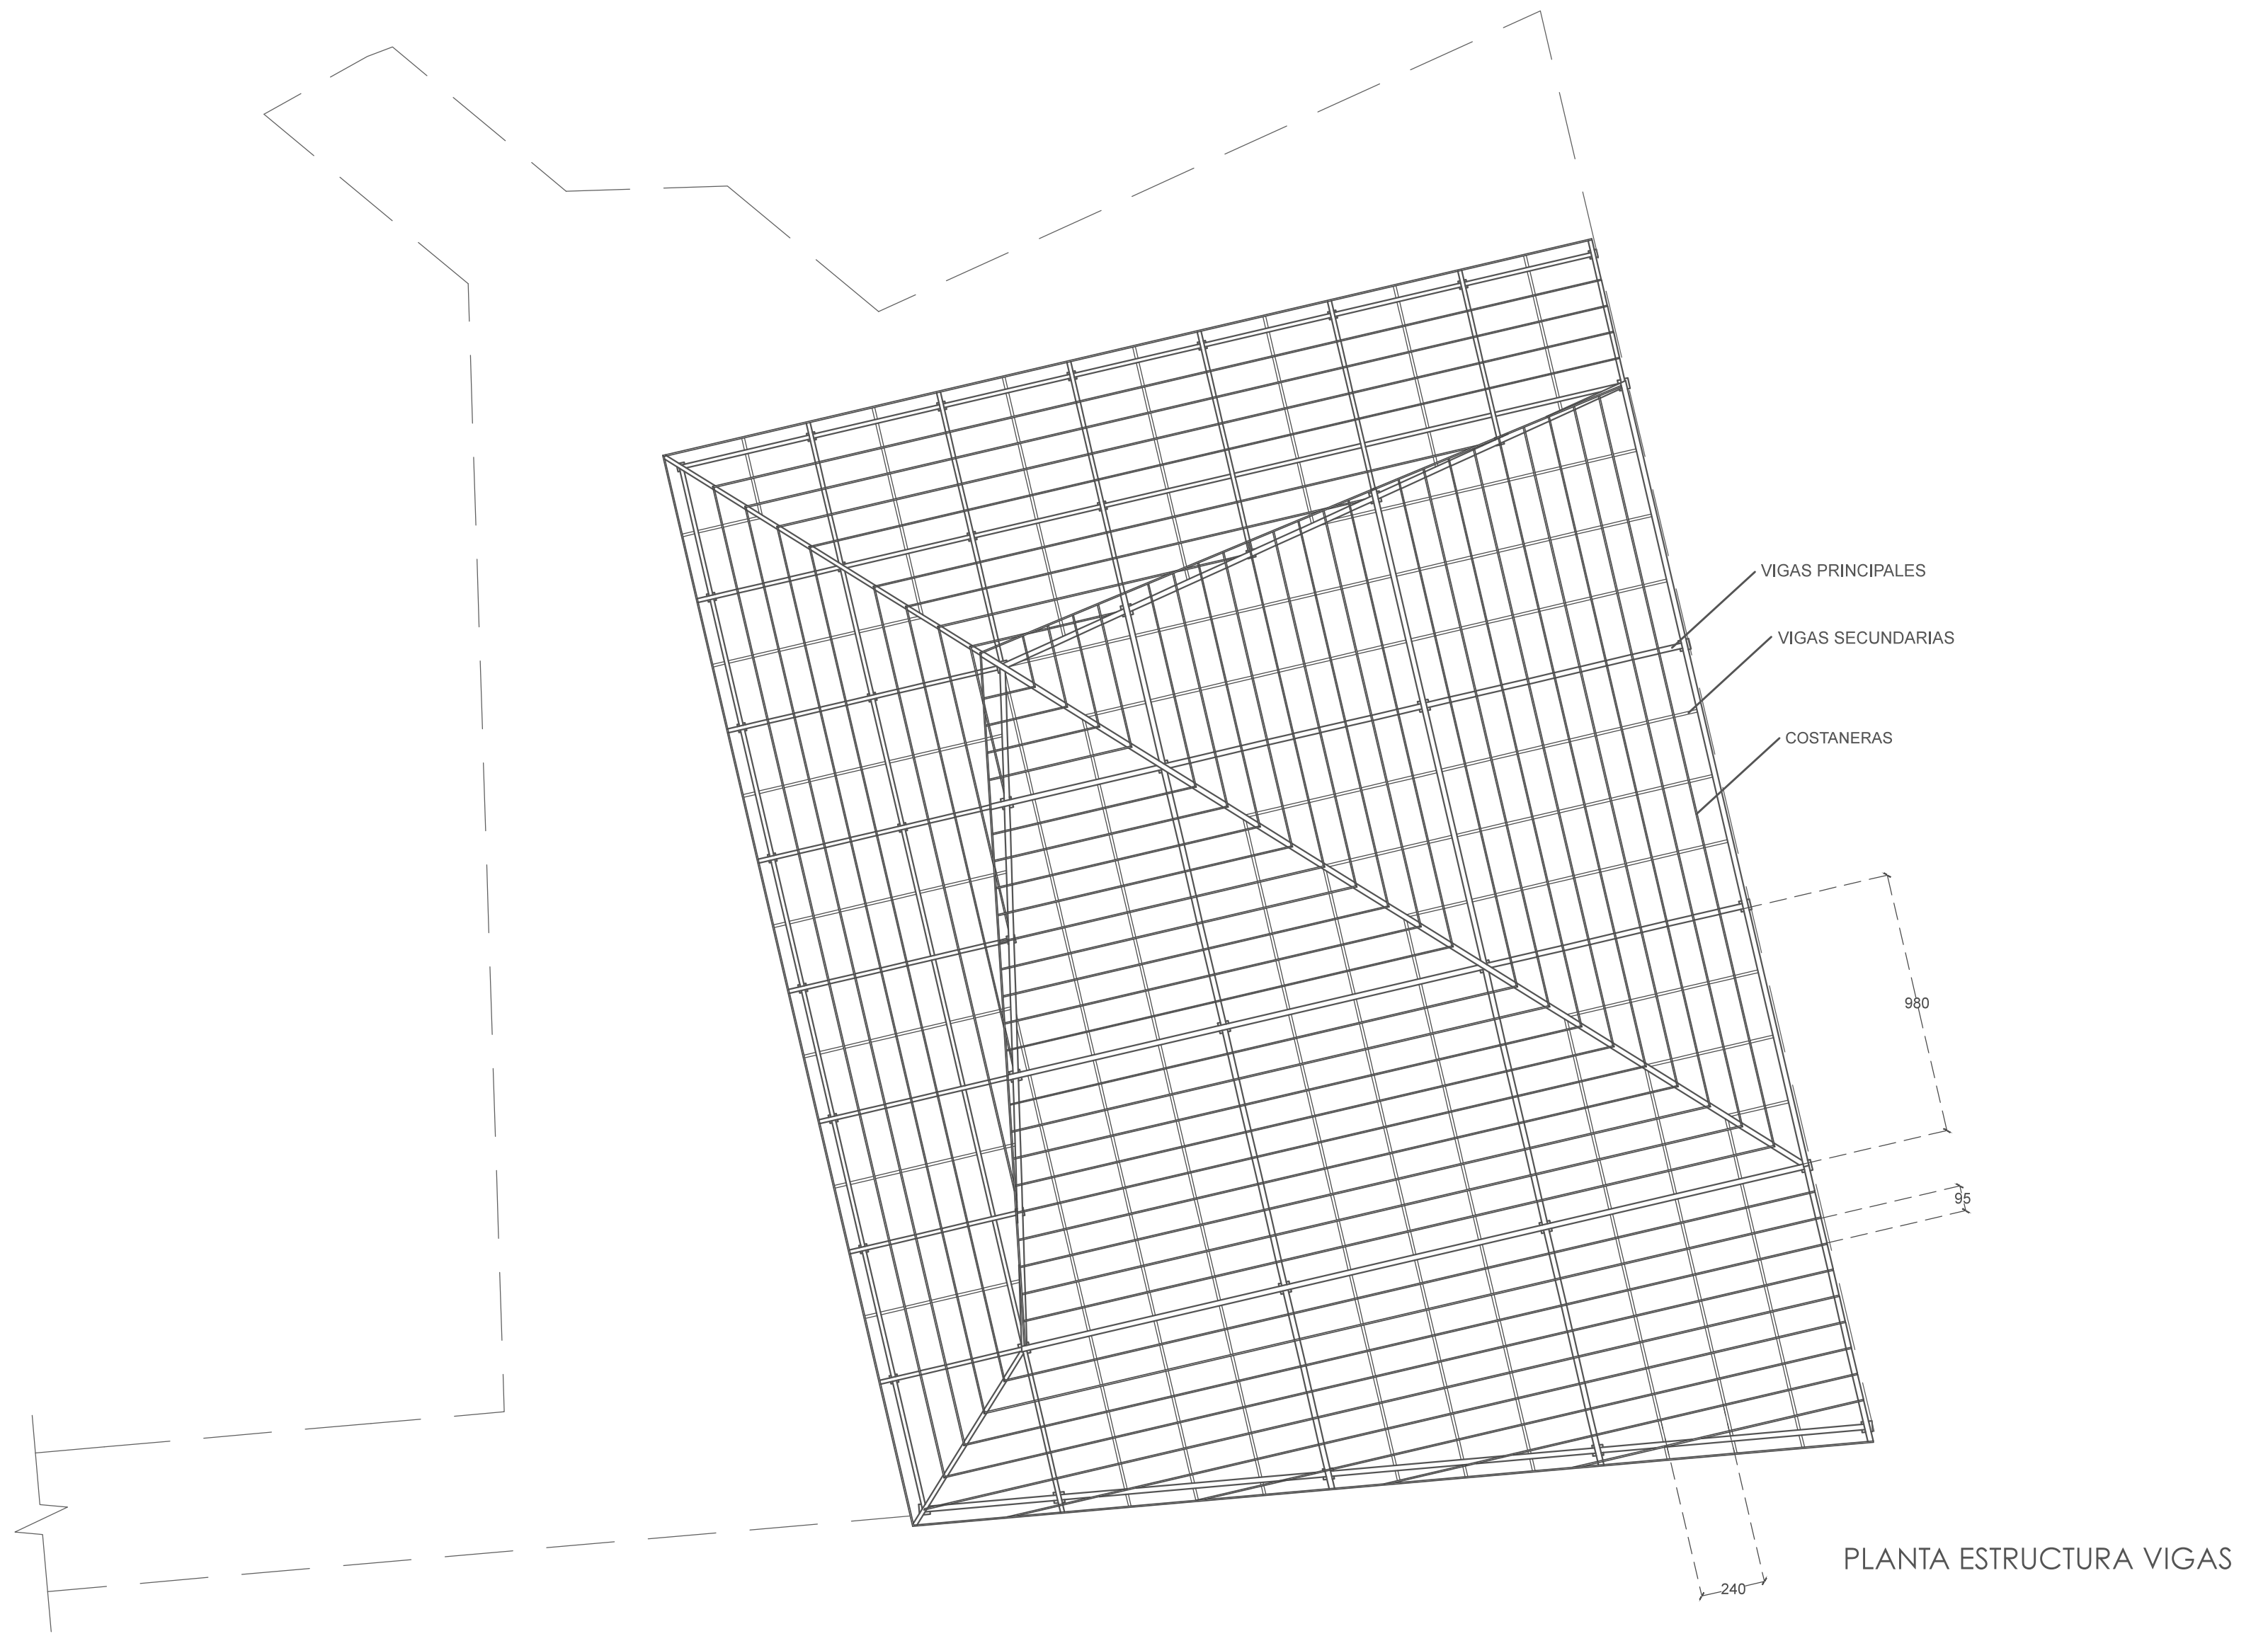 VIGAS PRINCIPALES
VIGAS SECUNDARIAS
COSTANERAS
980
95
PLANTA ESTRUCTURA VIGAS
240